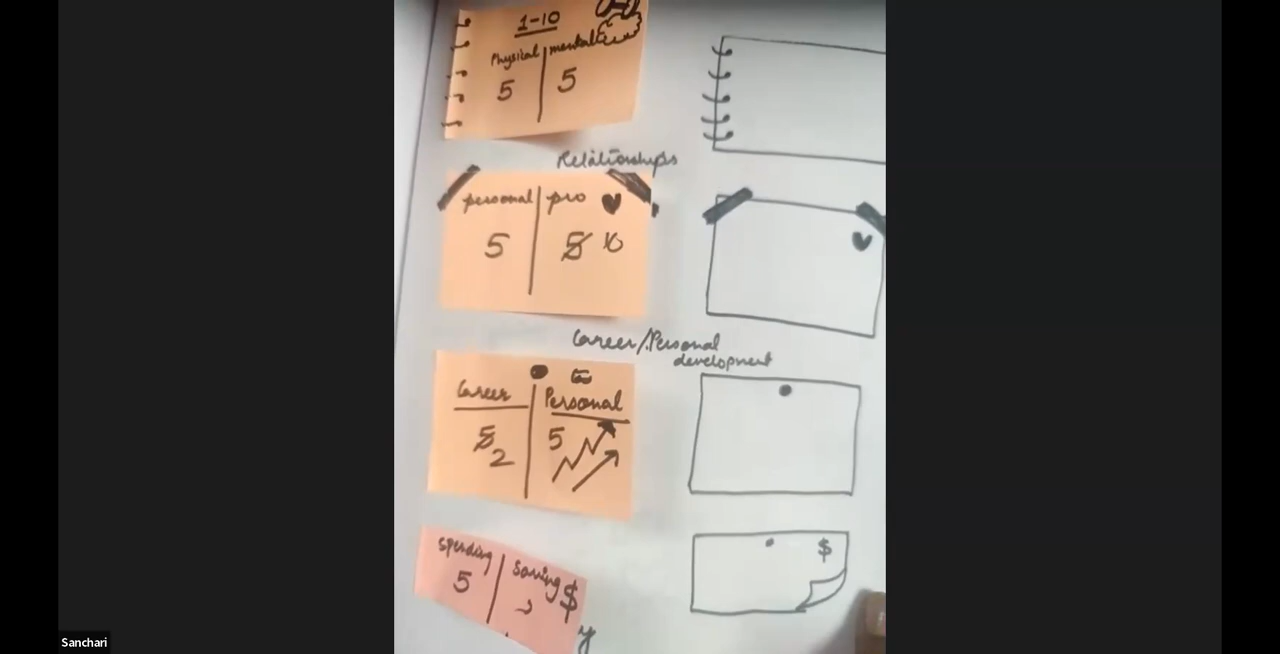 1-10
Physical mental
5 5
Relationships
personal pro
5 5 10
Career/Personal
development
Career Personal
5 5
2
$
Spending Saving $
5
y
Sanchari